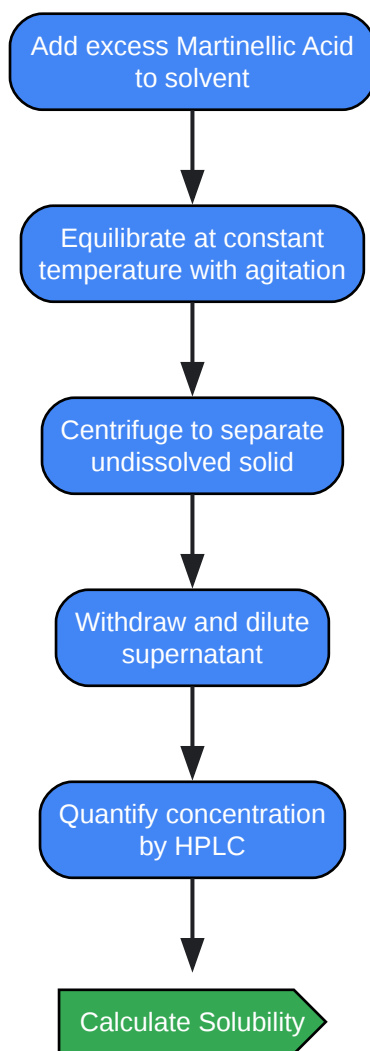 Add excess Martinellic Acid
to solvent
Equilibrate at constant
temperature with agitation
Centrifuge to separate
undissolved solid
Withdraw and dilute
supernatant
Quantify concentration
by HPLC
Calculate Solubility